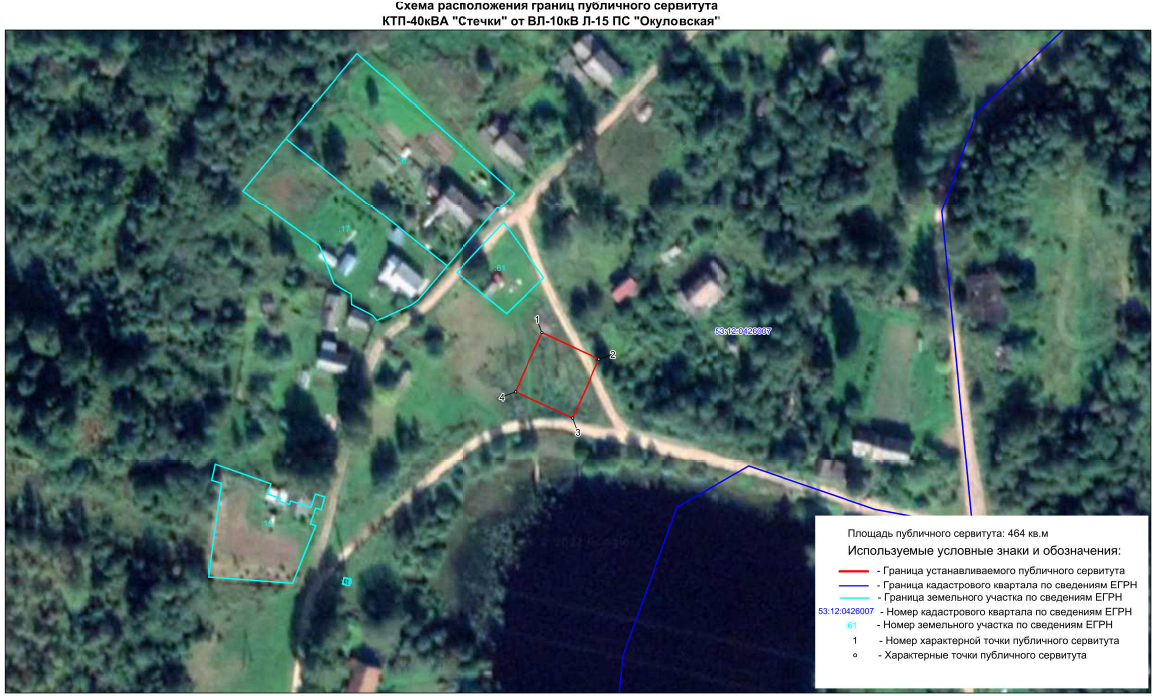 Схема расположения границ публичного сервитута
КТП-40кВА "Стечки" от ВЛ-10кВ Л-15 ПС "Окуловская"
:17
:61
1
2
53:12:0426007
4
3
Площадь публичного сервитута: 464 кв.м
Используемые условные знаки и обозначения:
- Граница устанавливаемого публичного сервитута
- Граница кадастрового квартала по сведениям ЕГРН
- Граница земельного участка по сведениям ЕГРН
53:12:0426007 - Номер кадастрового квартала по сведениям ЕГРН
:61 - Номер земельного участка по сведениям ЕГРН
1 - Номер характерной точки публичного сервитута
- Характерные точки публичного сервитута